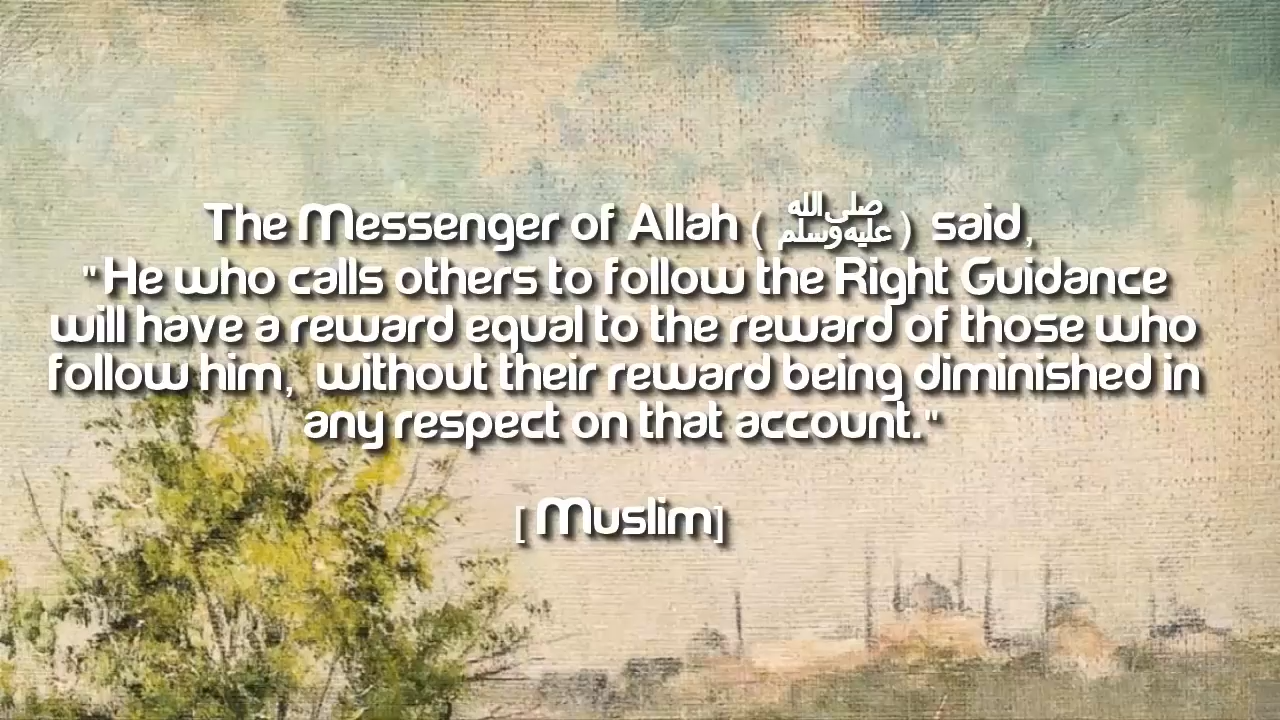 The Messenger of Allah ( ﷺ ) said,
"He who calls others to follow the Right Guidance
will have a reward equal to the reward of those who
follow him, without their reward being diminished in
any respect on that account."
[ Muslim]